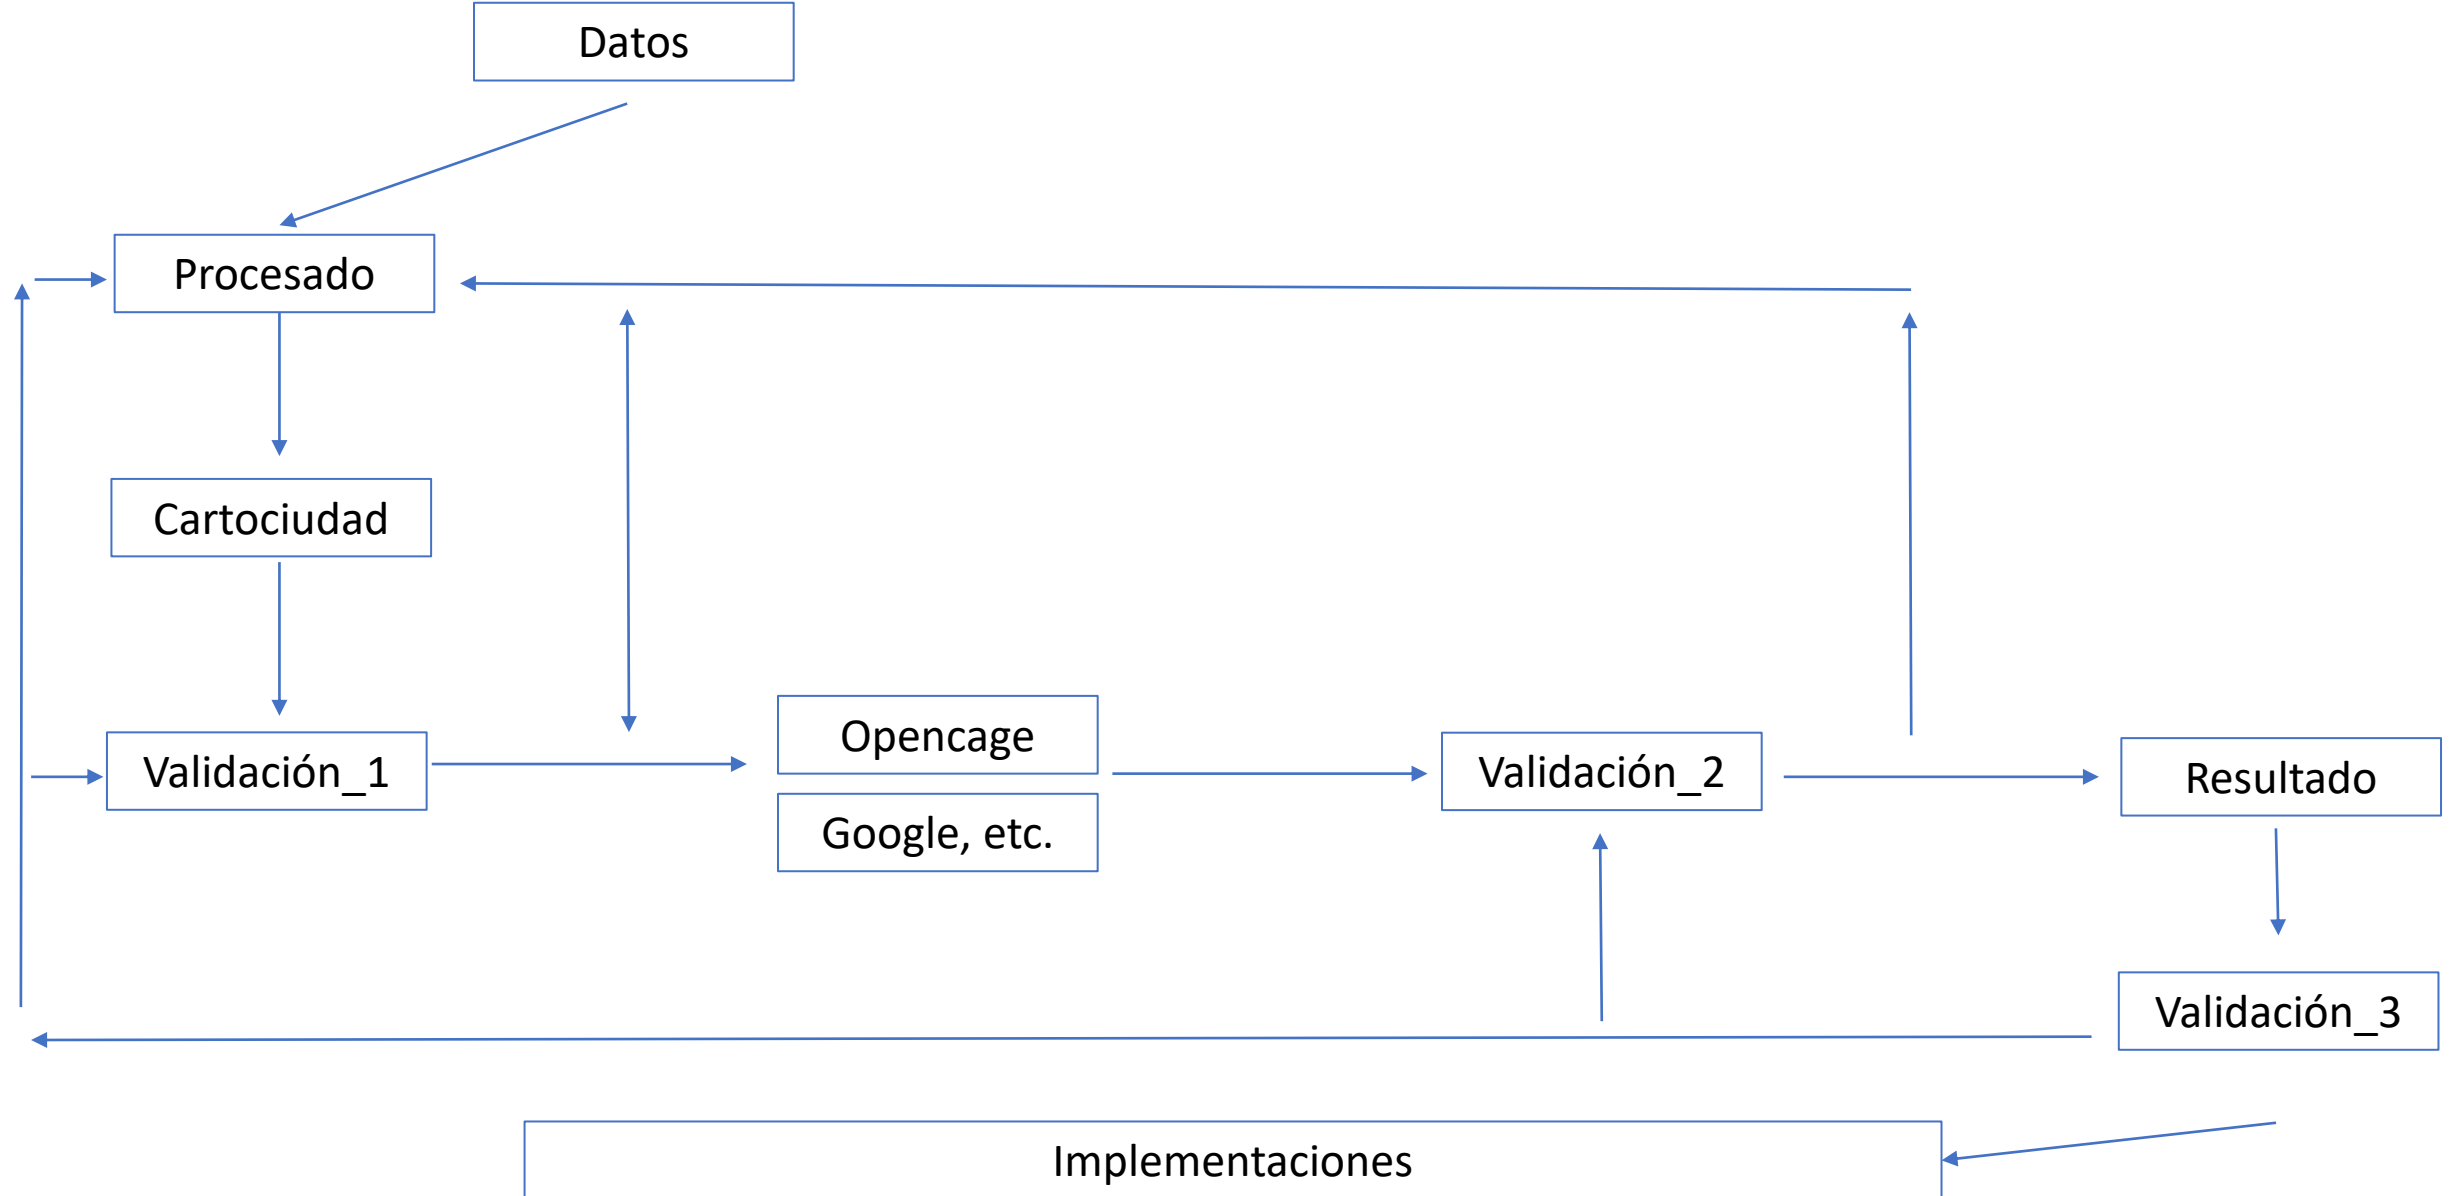 Datos
Procesado
Cartociudad
Validación_1
Opencage
Google, etc.
Validación_2
Resultado
Validación_3
Implementaciones